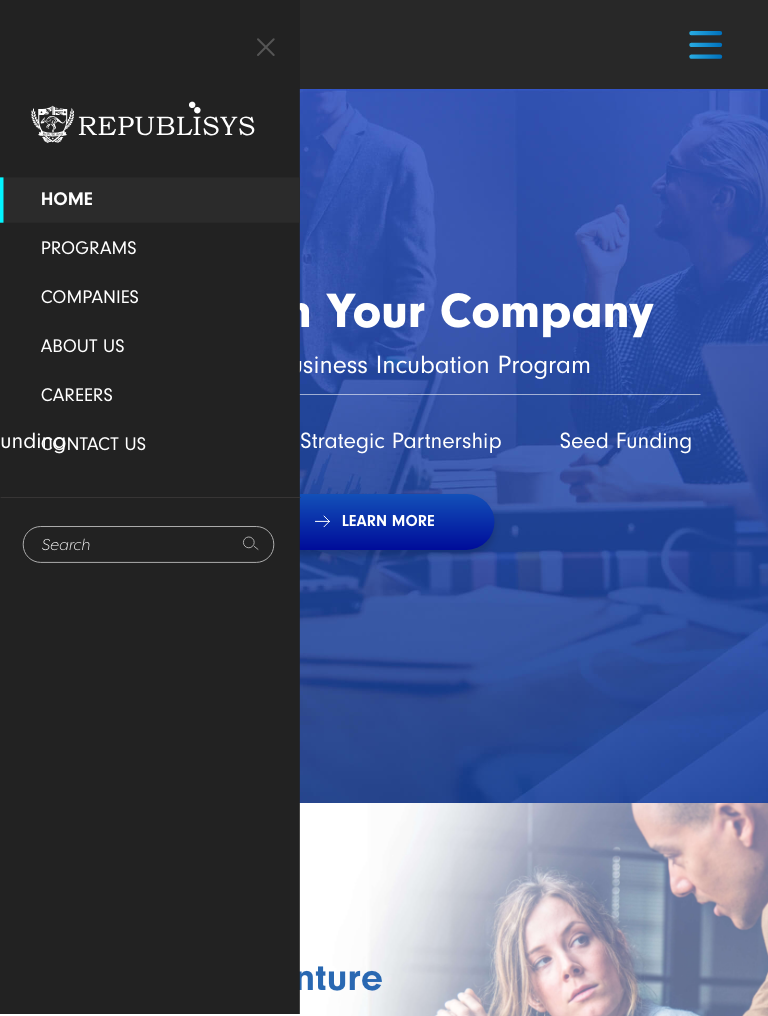 REPUBLISYS
HOME
PROGRAMS
COMPANIES
ABOUT US
CAREERS
CONTACT US
Search
n Your Company
usiness Incubation Program
unding
Strategic Partnership
Seed Funding
LEARN MORE
nture